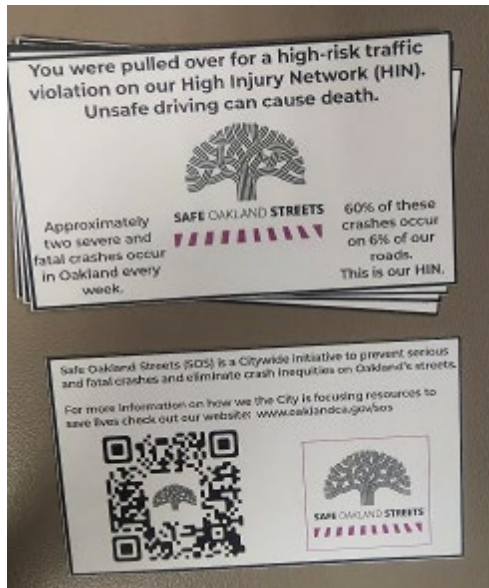 You were pulled over for a high-risk traffic
violation on our High Injury Network (HIN).
Unsafe driving can cause death.
SAFE OAKLAND STREETS
Approximately
two severe and
fatal crashes occur
in Oakland every
week.
60% of these
crashes occur
on 6% of our
roads.
This is our HIN.
Safe Oakland Streets (SOS) is a Citywide Initiative to prevent serious
and fatal crashes and eliminate crash inequities on Oakland's streets.
For more information on how we the City is focusing resources to
save lives check out our website: www.oaklandca.gov/sos
SAFE OAKLAND STREETS